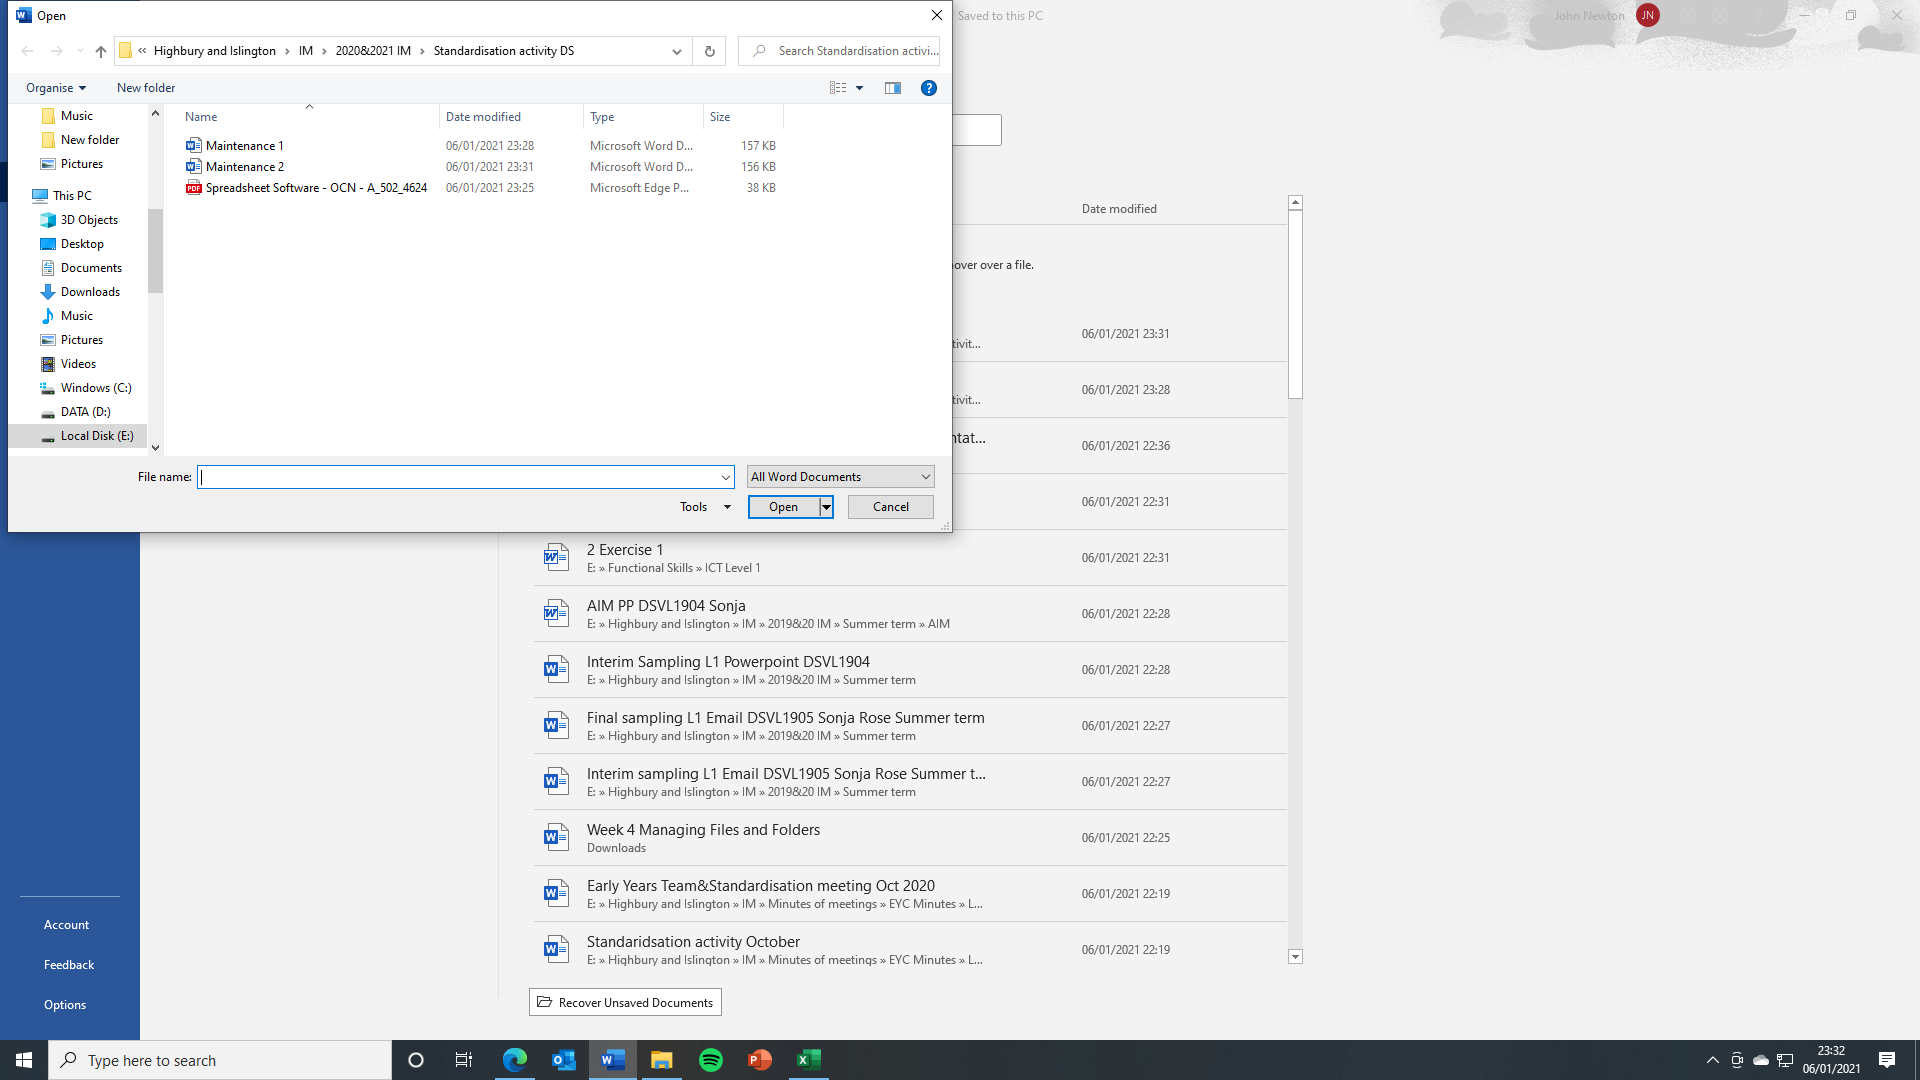 Open
Saved to this PC
John Newton
JN
« Highbury and Islington › IM › 2020&2021 IM › Standardisation activity DS
Search Standardisation activi...
Organise
New folder
Name
Date modified
Type
Size
Maintenance 1 06/01/2021 23:28 Microsoft Word D... 157 KB
Maintenance 2 06/01/2021 23:31 Microsoft Word D... 156 KB
Spreadsheet Software - OCN - A_502_4624 06/01/2021 23:25 Microsoft Edge P... 38 KB
Music
New folder
Pictures
This PC
3D Objects
Desktop
Documents
Downloads
Music
Pictures
Videos
Windows (C:)
DATA (D:)
Local Disk (E:)
File name:
All Word Documents
Tools
Open
Cancel
Date modified
over over a file.
tivit...
06/01/2021 23:31
tivit...
06/01/2021 23:28
ntat...
06/01/2021 22:36
06/01/2021 22:31
2 Exercise 1
E: » Functional Skills » ICT Level 1
06/01/2021 22:31
AIM PP DSVL1904 Sonja
E: » Highbury and Islington » IM » 2019&20 IM » Summer term » AIM
06/01/2021 22:28
Interim Sampling L1 Powerpoint DSVL1904
E: » Highbury and Islington » IM » 2019&20 IM » Summer term
06/01/2021 22:28
Final sampling L1 Email DSVL1905 Sonja Rose Summer term
E: » Highbury and Islington » IM » 2019&20 IM » Summer term
06/01/2021 22:27
Interim sampling L1 Email DSVL1905 Sonja Rose Summer t...
E: » Highbury and Islington » IM » 2019&20 IM » Summer term
06/01/2021 22:27
Week 4 Managing Files and Folders
Downloads
06/01/2021 22:25
Early Years Team&Standardisation meeting Oct 2020
E: » Highbury and Islington » IM » Minutes of meetings » EYC Minutes » L...
06/01/2021 22:19
Standaridsation activity October
E: » Highbury and Islington » IM » Minutes of meetings » EYC Minutes » L...
06/01/2021 22:19
Account
Feedback
Options
Recover Unsaved Documents
Type here to search
23:32
06/01/2021